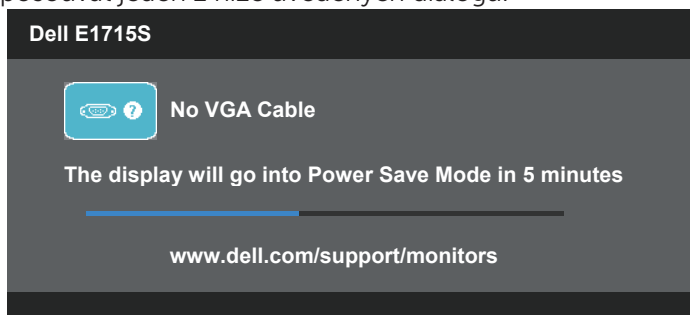 jeden z
Dell E1715S
? No VGA Cable
The display will go into Power Save Mode in 5 minutes
www.dell.com/support/monitors